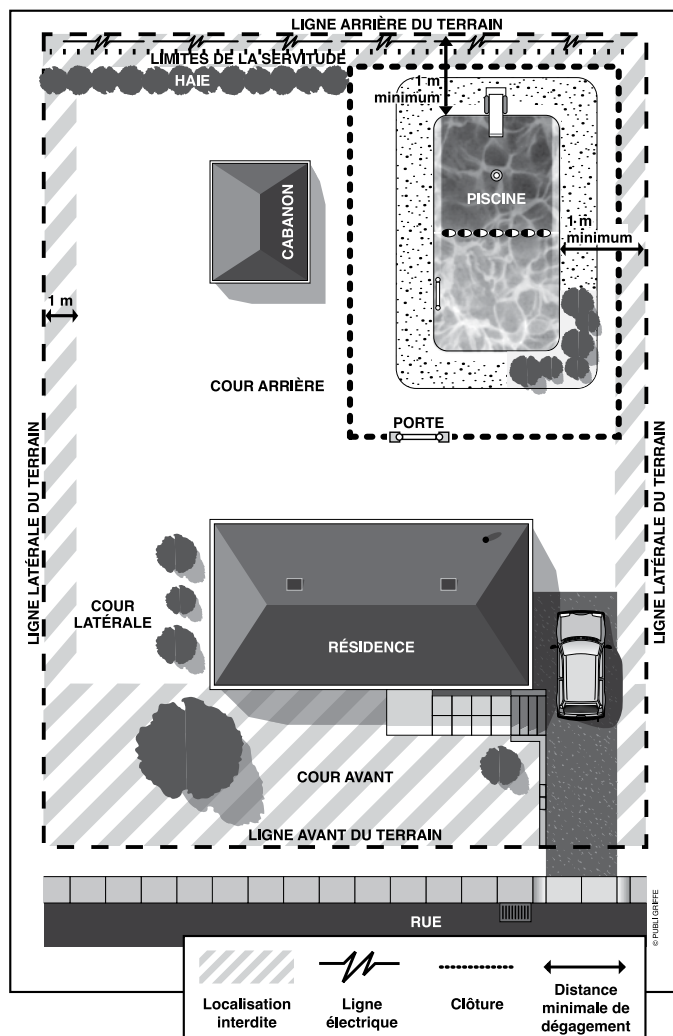 LIGNE ARRIÈRE DU TERRAIN
LIMITES DE LA SERVITUDE
HAIE
1 m
minimum
CABANON
PISCINE
1 m
minimum
1 m
COUR ARRIÈRE
PORTE
LIGNE LATÉRALE DU TERRAIN
LIGNE LATÉRALE DU TERRAIN
COUR
LATÉRALE
RÉSIDENCE
COUR AVANT
LIGNE AVANT DU TERRAIN
RUE
© PUBLI GRIFFE
Localisation
interdite
Ligne
électrique
Clôture
Distance
minimale de
dégagement